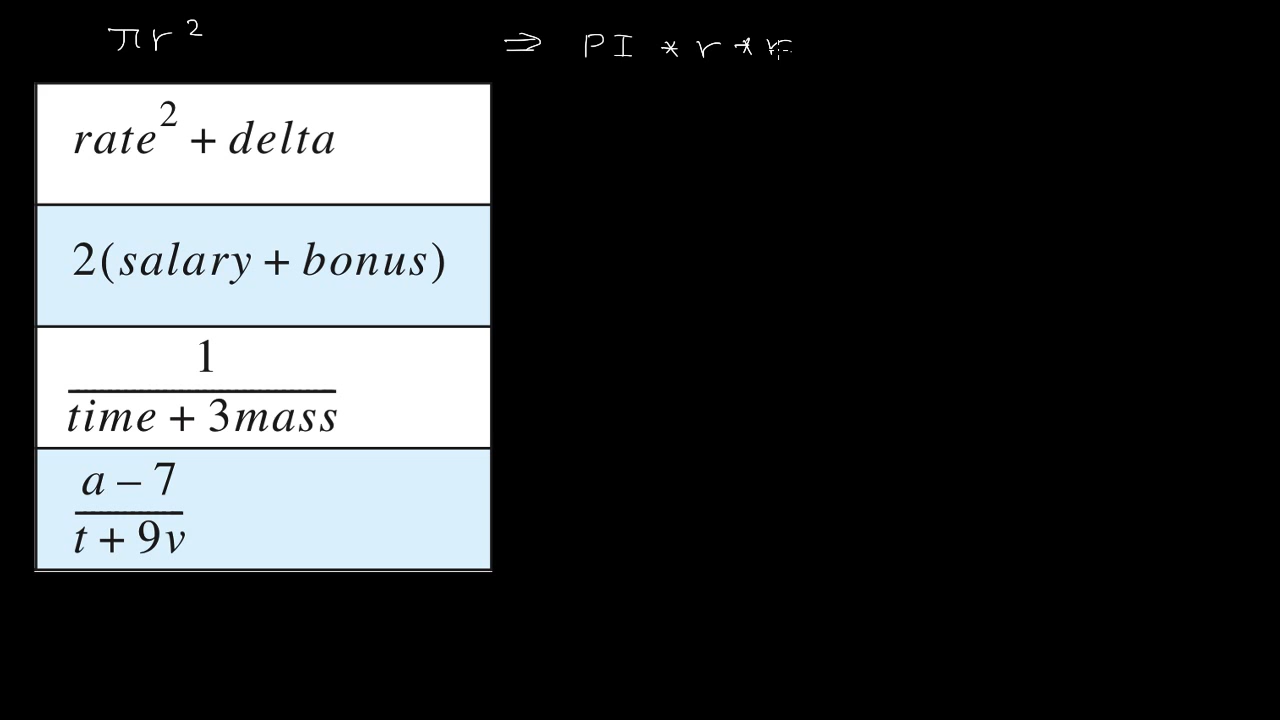 πr² ⇒ PI * r * r
rate² + delta
2(salary + bonus)
1
time + 3mass
a – 7
t + 9v